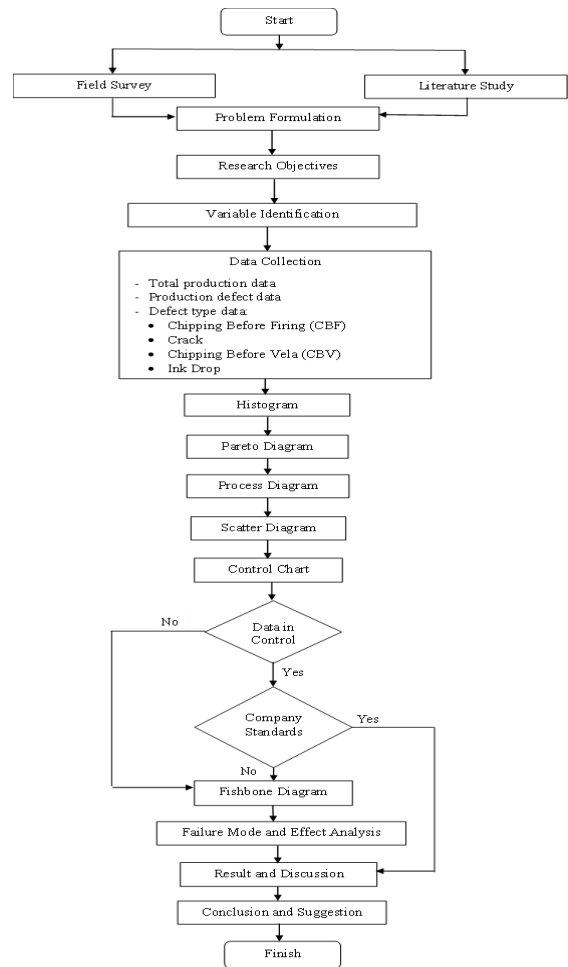 Start
Field Survey
Literature Study
Problem Formulation
Research Objectives
Variable Identification
Data Collection
- Total production data
- Production defect data
- Defect type data:
• Chipping Before Firing (CBF)
• Crack
• Chipping Before Vela (CBV)
• Ink Drop
Histogram
Pareto Diagram
Process Diagram
Scatter Diagram
Control Chart
No
Data in
Control
Yes
Company
Standards
Yes
No
Fishbone Diagram
Failure Mode and Effect Analysis
Result and Discussion
Conclusion and Suggestion
Finish